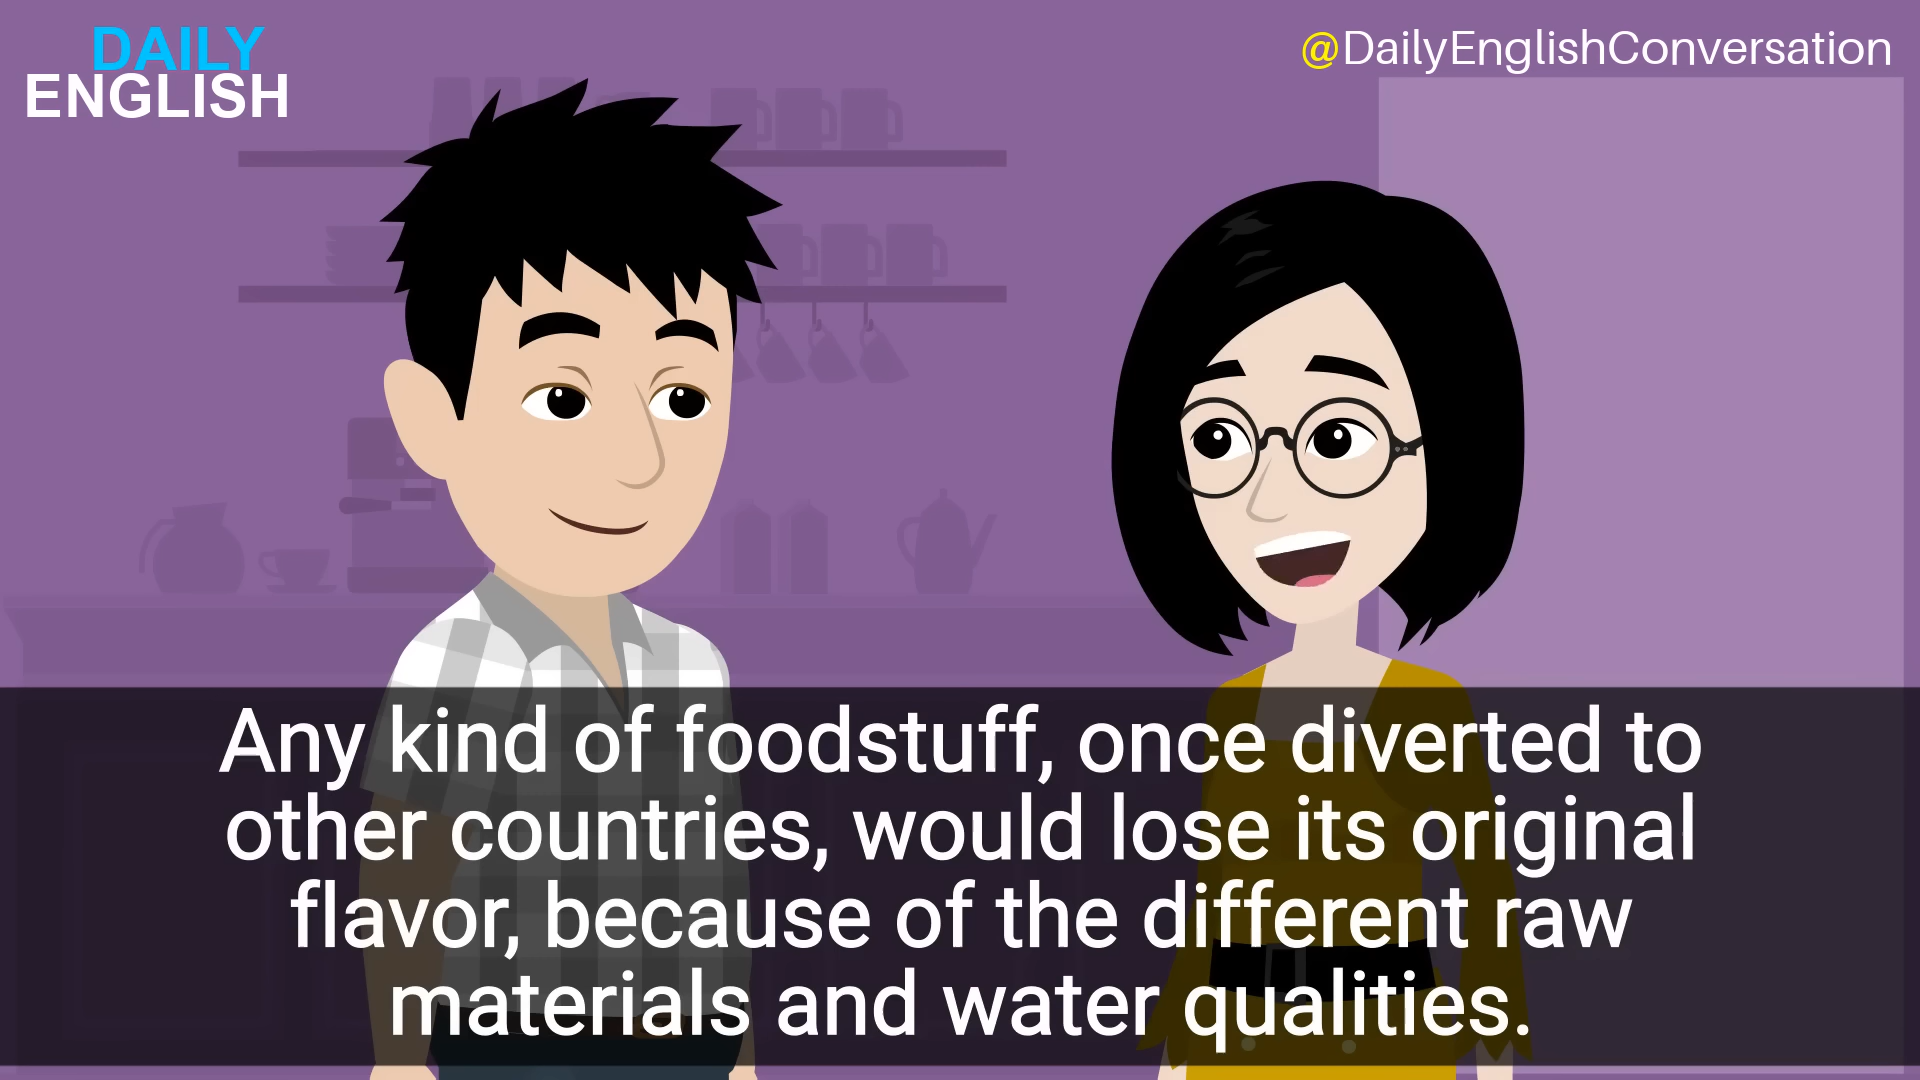 DAILY
ENGLISH
@DailyEnglishConversation
Any kind of foodstuff, once diverted to
other countries, would lose its original
flavor, because of the different raw
materials and water qualities.